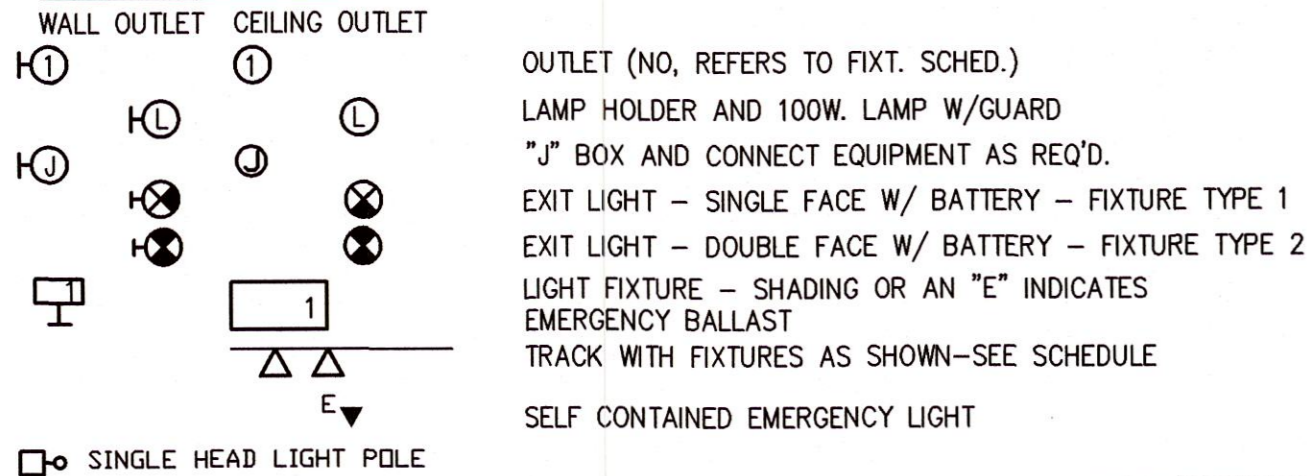 WALL OUTLET CEILING OUTLET
1 1 OUTLET (NO, REFERS TO FIXT. SCHED.)
L L LAMP HOLDER AND 100W. LAMP W/GUARD
J J "J" BOX AND CONNECT EQUIPMENT AS REQ'D.
EXIT LIGHT – SINGLE FACE W/ BATTERY – FIXTURE TYPE 1
EXIT LIGHT – DOUBLE FACE W/ BATTERY – FIXTURE TYPE 2
1 1 LIGHT FIXTURE – SHADING OR AN "E" INDICATES
EMERGENCY BALLAST
TRACK WITH FIXTURES AS SHOWN–SEE SCHEDULE
E SELF CONTAINED EMERGENCY LIGHT
SINGLE HEAD LIGHT POLE